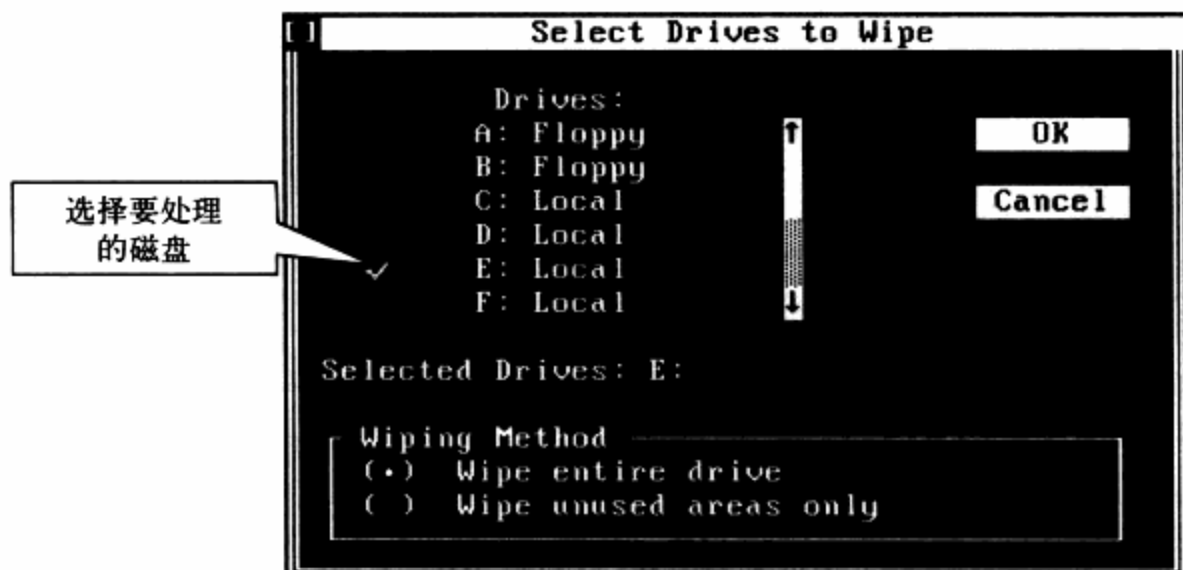 [ ] Select Drives to Wipe
Drives:
A: Floppy
B: Floppy
C: Local
D: Local
✓ E: Local
F: Local
OK
Cancel
选择要处理
的磁盘
Selected Drives: E:
Wiping Method
(·) Wipe entire drive
( ) Wipe unused areas only